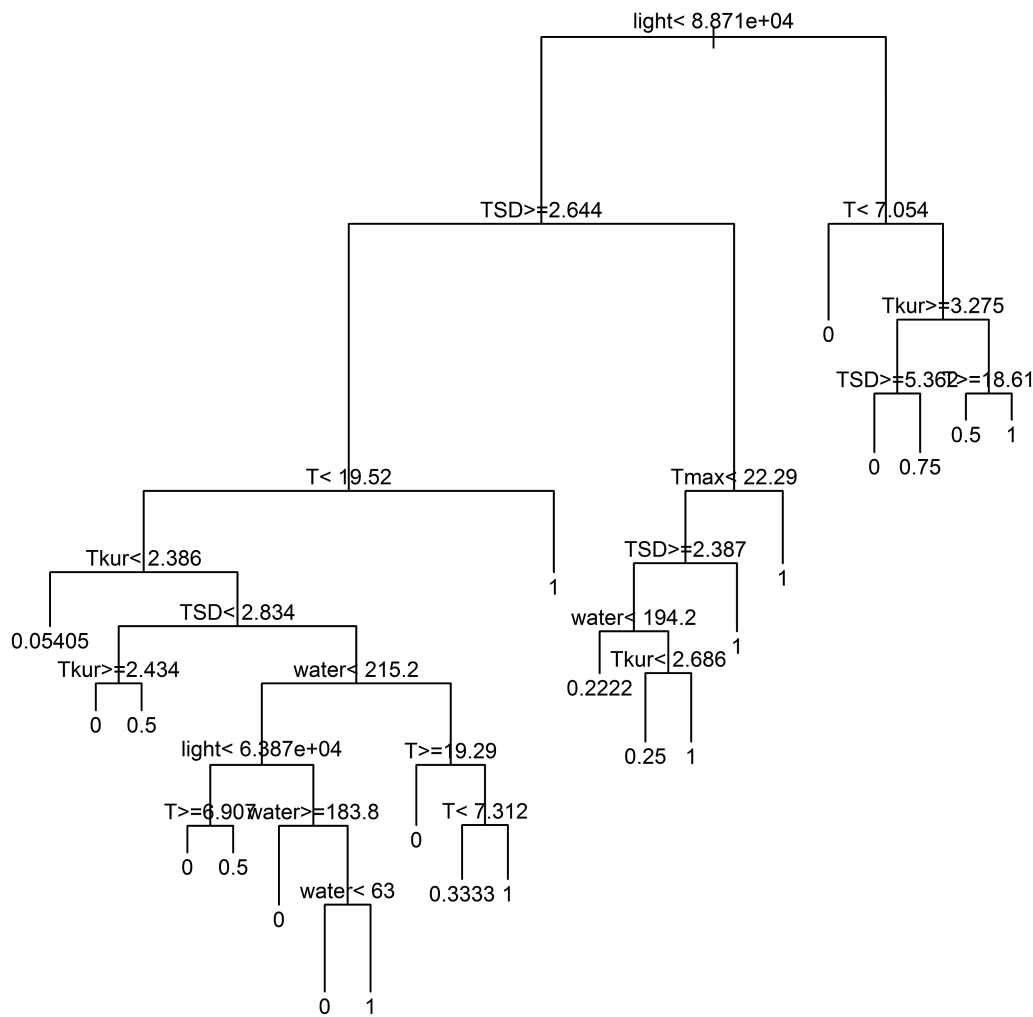 light< 8.871e+04
TSD>=2.644
T< 7.054
Tkur>=3.275
0
TSD>=5.362
T>=18.61
0.5
1
0
0.75
T< 19.52
Tmax< 22.29
TSD>=2.387
Tkur< 2.386
1
1
TSD< 2.834
water< 194.2
0.05405
1
Tkur>=2.434
water< 215.2
Tkur< 2.686
0.2222
0
0.5
light< 6.387e+04
T>=19.29
0.25
1
T>=6.907
water>=183.8
T< 7.312
0
0
0.5
water< 63
0.3333
1
0
0
1